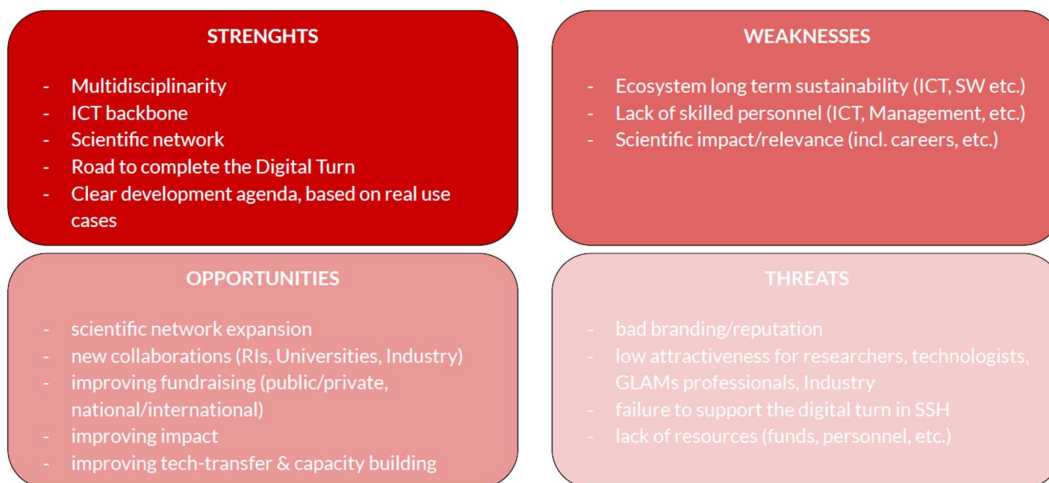 STRENGHTS
- Multidisciplinarity
- ICT backbone
- Scientific network
- Road to complete the Digital Turn
- Clear development agenda, based on real use
cases
WEAKNESSES
- Ecosystem long term sustainability (ICT, SW etc.)
- Lack of skilled personnel (ICT, Management, etc.)
- Scientific impact/relevance (incl. careers, etc.)
OPPORTUNITIES
- scientific network expansion
- new collaborations (RIs, Universities, Industry)
- improving fundraising (public/private,
national/international)
- improving impact
- improving tech-transfer & capacity building
THREATS
- bad branding/reputation
- low attractiveness for researchers, technologists,
GLAMs professionals, Industry
- failure to support the digital turn in SSH
- lack of resources (funds, personnel, etc.)